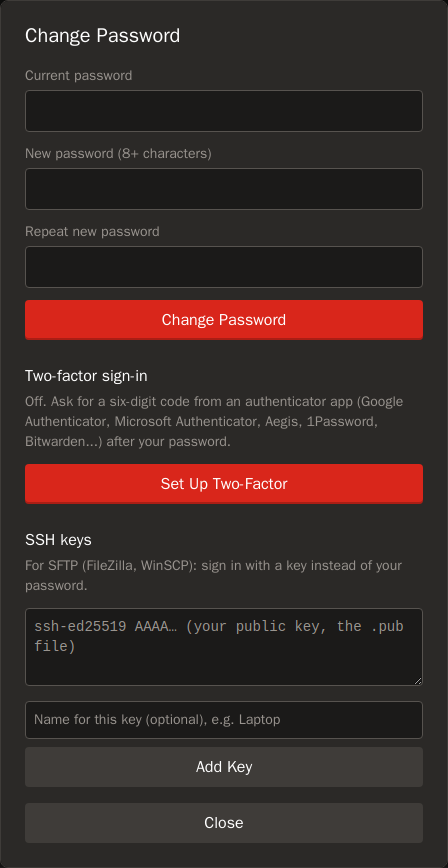 Change Password
Current password
New password (8+ characters)
Repeat new password
Change Password
Two-factor sign-in
Off. Ask for a six-digit code from an authenticator app (Google
Authenticator, Microsoft Authenticator, Aegis, 1Password,
Bitwarden...) after your password.
Set Up Two-Factor
SSH keys
For SFTP (FileZilla, WinSCP): sign in with a key instead of your
password.
ssh-ed25519 AAAA… (your public key, the .pub
file)
Name for this key (optional), e.g. Laptop
Add Key
Close